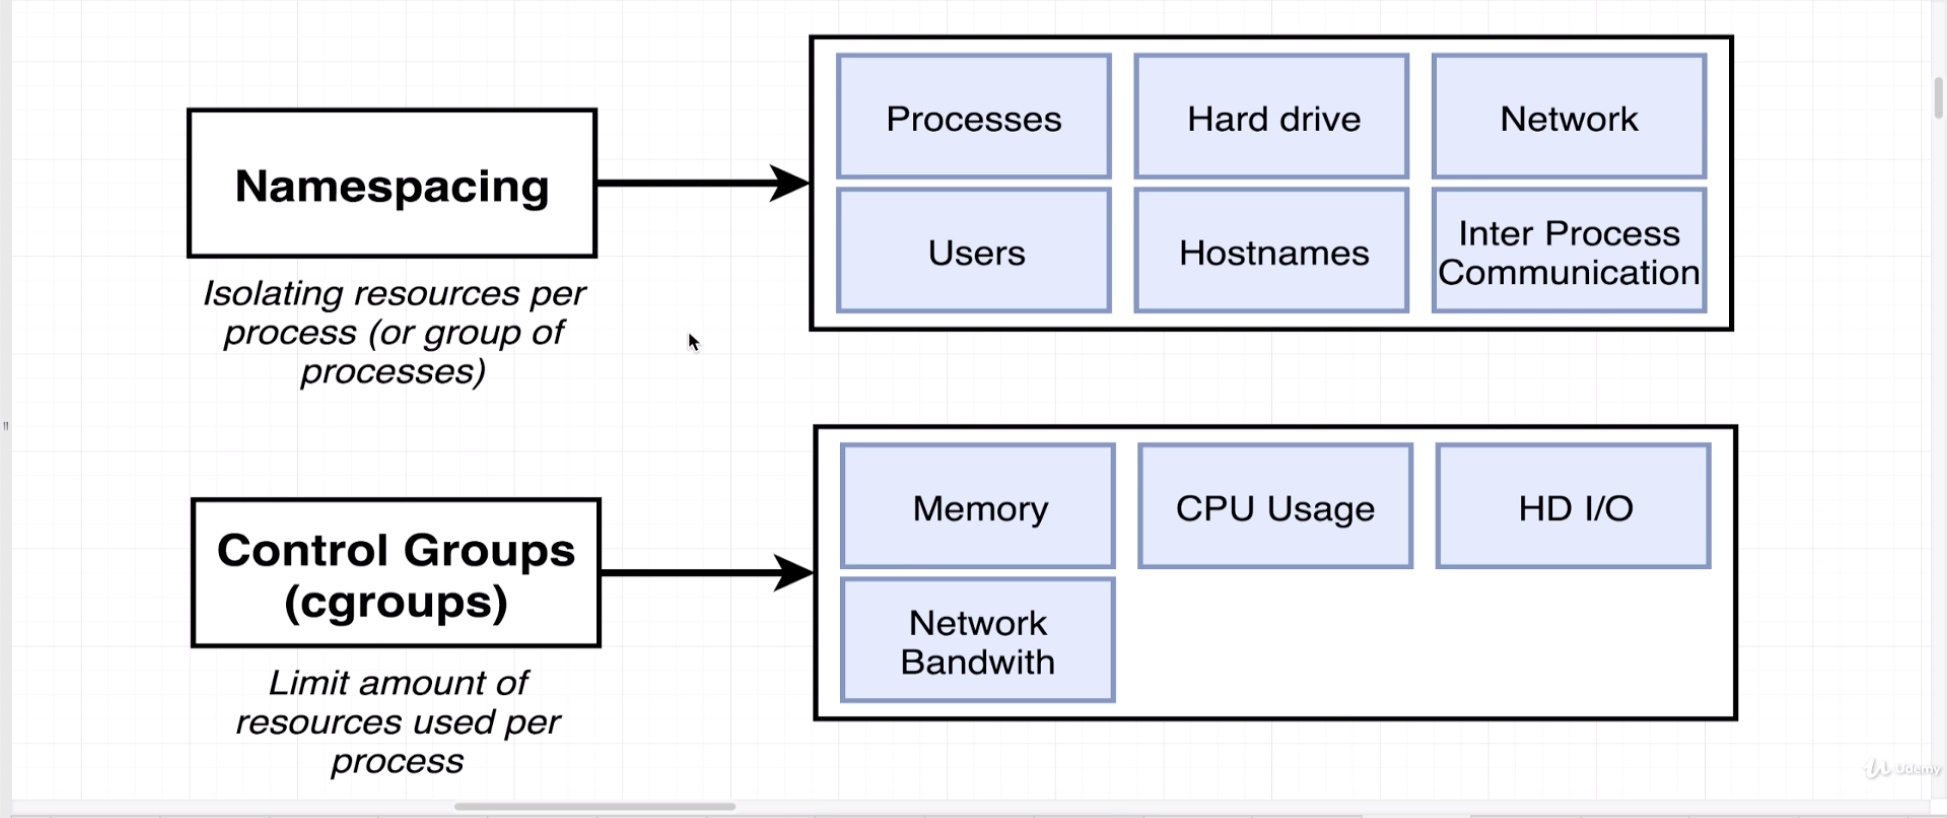 Namespacing
Isolating resources per
process (or group of
processes)
Processes
Hard drive
Network
Users
Hostnames
Inter Process
Communication
Control Groups
(cgroups)
Limit amount of
resources used per
process
Memory
CPU Usage
HD I/O
Network
Bandwith
Udemy